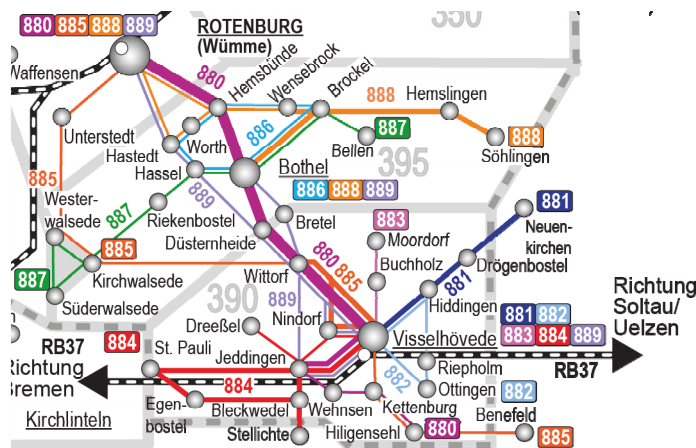 350
880 885 888 889
ROTENBURG
(Wümme)
Waffensen
880
Hemsbünde
Wensebrock
Brockel
888
Hemslingen
Unterstedt
Worth
886
887
888
Hastedt
Bellen
Söhlingen
Hassel
Bothel
395
885
889
886 888 889
Wester-
walsede
887
Riekenbostel
Bretel
883
881
Düsternheide
Moordorf
Neuen-
kirchen
885
880
885
Buchholz
Drögenbostel
887
Kirchwalsede
Wittorf
881
Richtung
Soltau/
Uelzen
Süderwalsede
390
889
Hiddingen
881 882
Dreeßel
Nindorf
Visselhövede
883 884 889
884
RB37
St. Pauli
Jeddingen
Riepholm
RB37
Richtung
Bremen
884
882
Ottingen
882
Kirchlinteln
Egen-
bostel
Bleckwedel
Wehnsen
Kettenburg
Benefeld
Stellichte
Hiligensehl
880
885